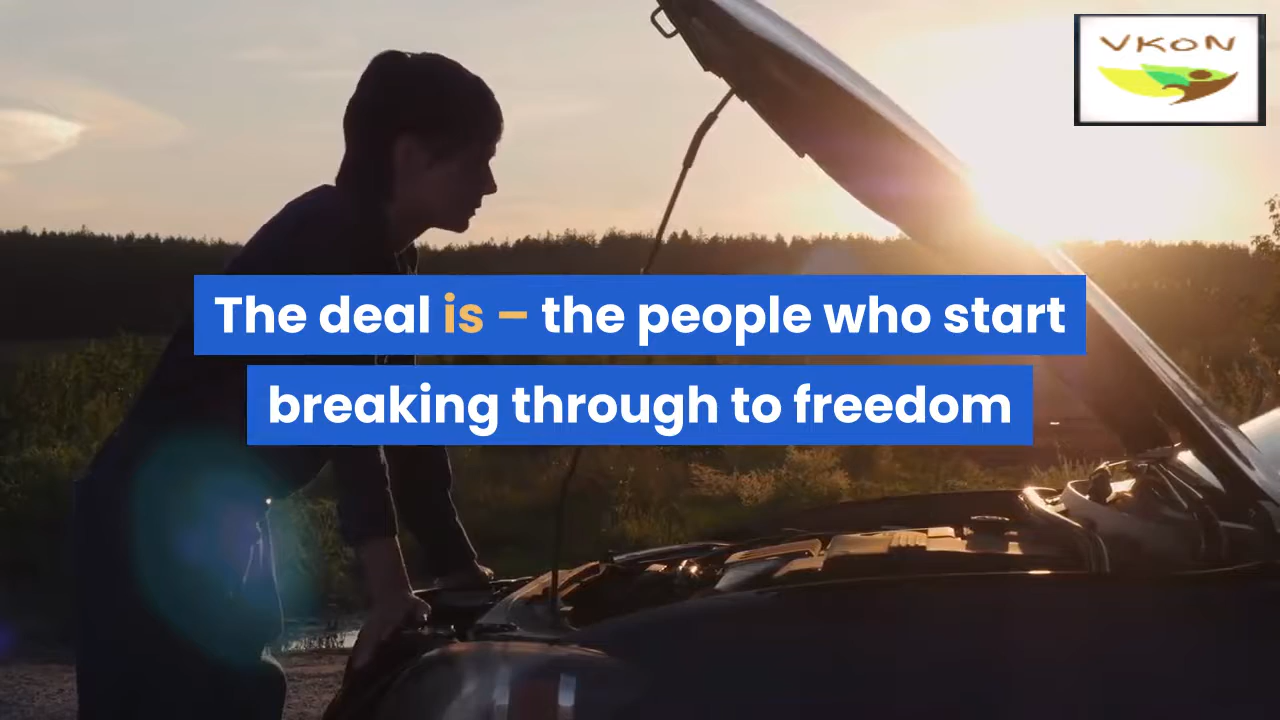 VKON
The deal is – the people who start
breaking through to freedom